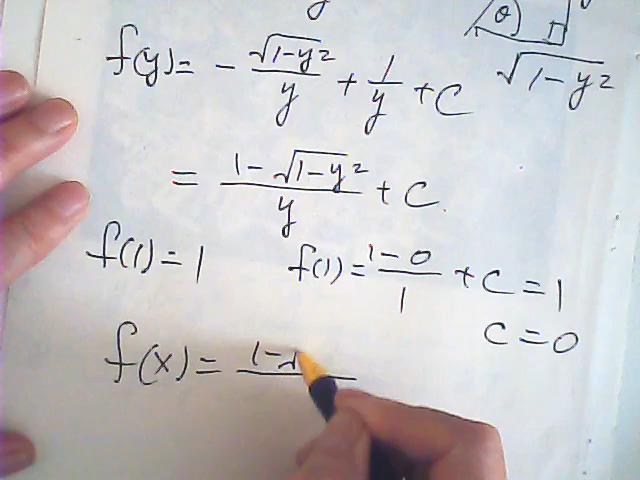 y θ y
f(y) = - √(1-y²)/y + 1/y + C √(1-y²)
= (1-√(1-y²))/y + C
f(1) = 1 f(1) = (1-0)/1 + C = 1
C = 0
f(x) = 1-√